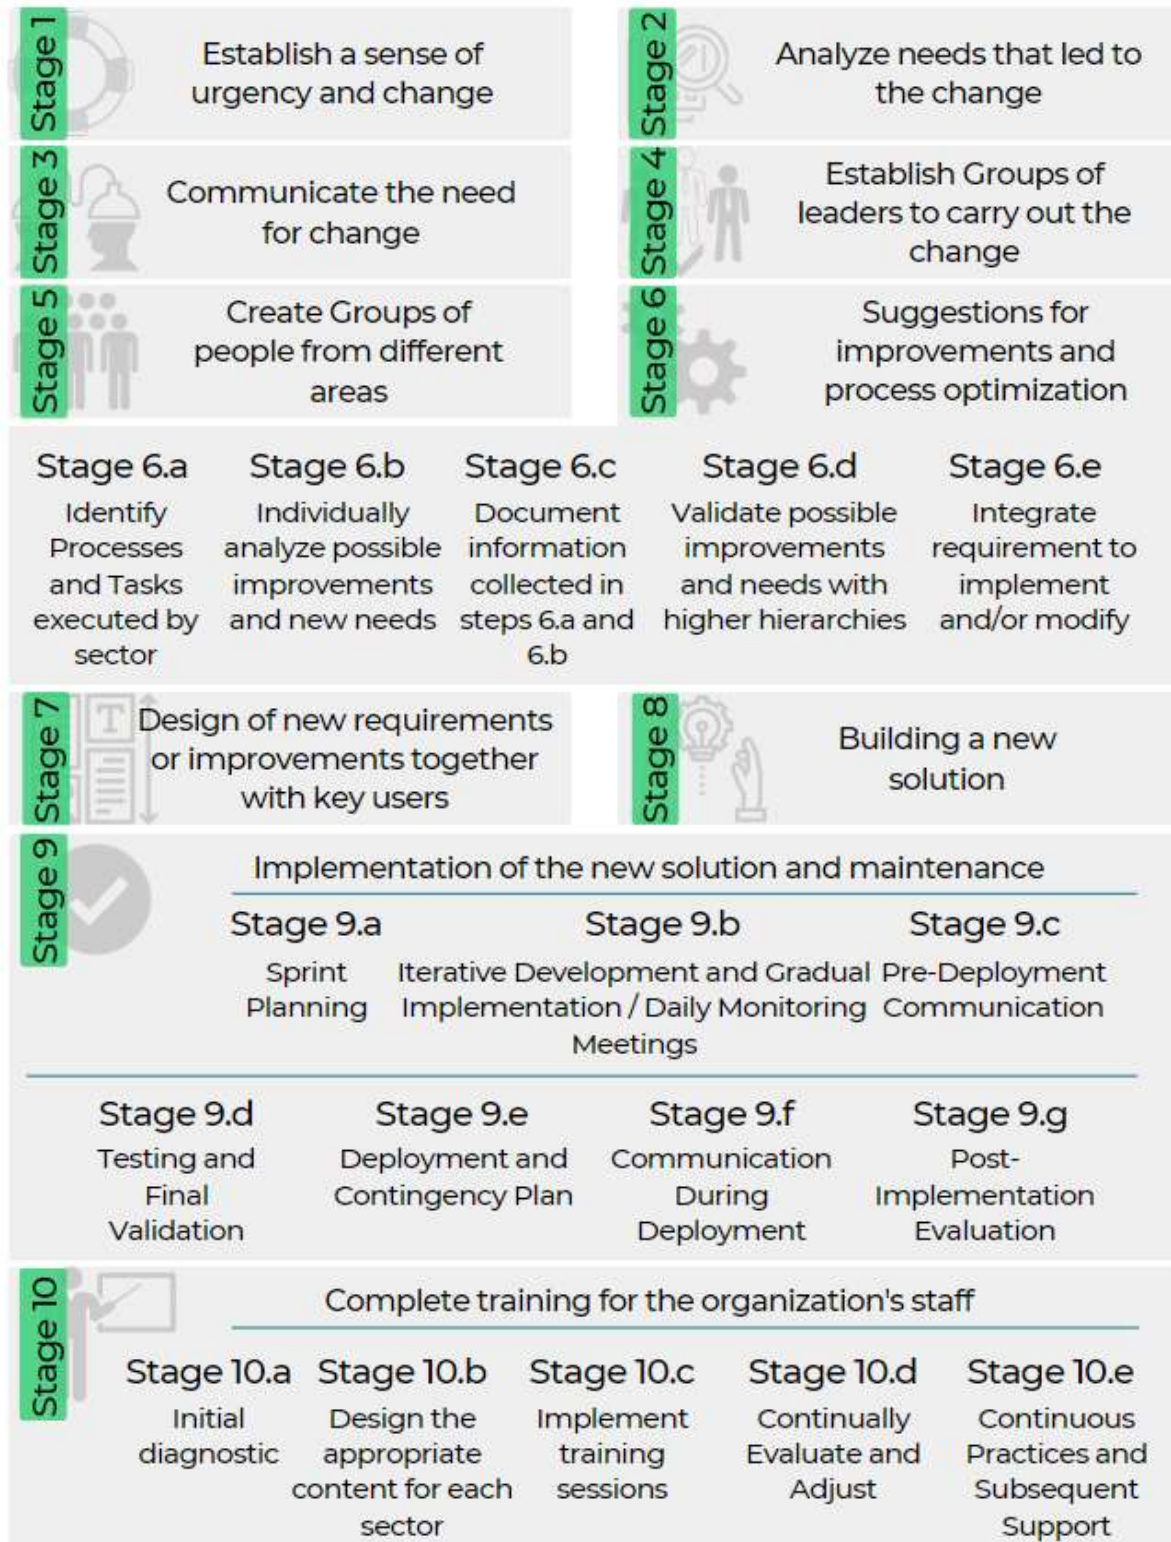 Stage 1
Establish a sense of
urgency and change
Stage 2
Analyze needs that led to
the change
Stage 3
Communicate the need
for change
Stage 4
Establish Groups of
leaders to carry out the
change
Stage 5
Create Groups of
people from different
areas
Stage 6
Suggestions for
improvements and
process optimization
Stage 6.a
Identify
Processes
and Tasks
executed by
sector
Stage 6.b
Individually
analyze possible
improvements
and new needs
Stage 6.c
Document
information
collected in
steps 6.a and
6.b
Stage 6.d
Validate possible
improvements
and needs with
higher hierarchies
Stage 6.e
Integrate
requirement to
implement
and/or modify
Stage 7
T
Design of new requirements
or improvements together
with key users
Stage 8
Building a new
solution
Stage 9
Implementation of the new solution and maintenance
Stage 9.a
Sprint
Planning
Stage 9.b
Iterative Development and Gradual
Implementation / Daily Monitoring
Meetings
Stage 9.c
Pre-Deployment
Communication
Stage 9.d
Testing and
Final
Validation
Stage 9.e
Deployment and
Contingency Plan
Stage 9.f
Communication
During
Deployment
Stage 9.g
Post-
Implementation
Evaluation
Stage 10
Complete training for the organization's staff
Stage 10.a
Initial
diagnostic
Stage 10.b
Design the
appropriate
content for each
sector
Stage 10.c
Implement
training
sessions
Stage 10.d
Continually
Evaluate and
Adjust
Stage 10.e
Continuous
Practices and
Subsequent
Support